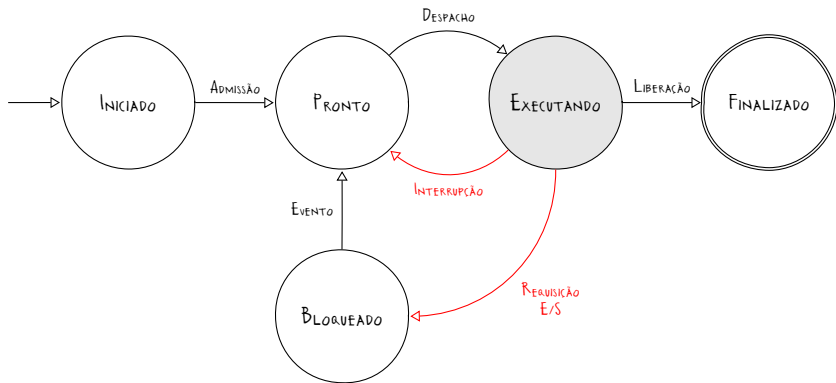 Despacho
Iniciado
Admissão
Pronto
Executando
Liberação
Finalizado
Interrupção
Evento
Requisição
E/S
Bloqueado